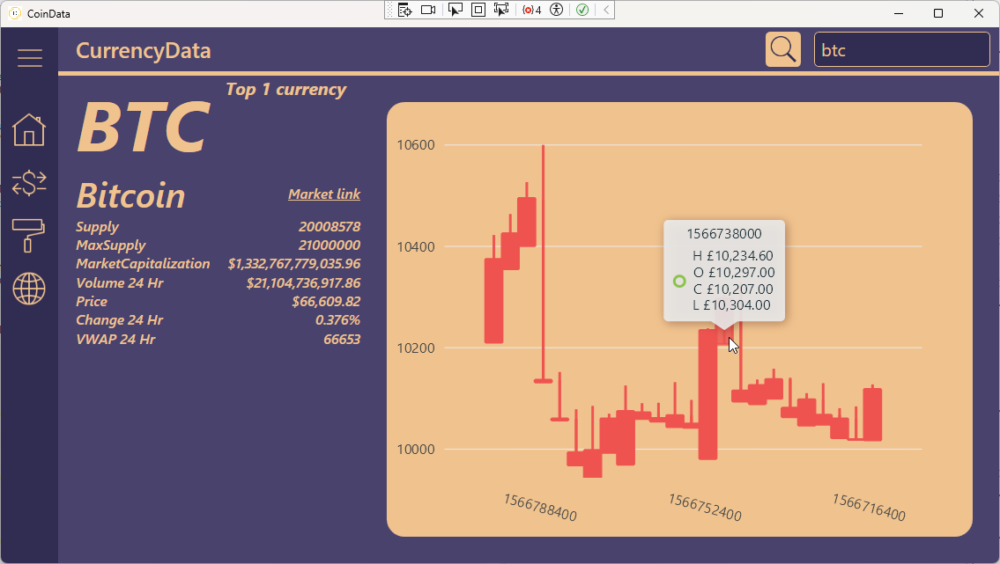 CoinData
4
CurrencyData
btc
Top 1 currency
BTC
Bitcoin
Market link
Supply 20008578
MaxSupply 21000000
MarketCapitalization $1,332,767,779,035.96
Volume 24 Hr $21,104,736,917.86
Price $66,609.82
Change 24 Hr 0.376%
VWAP 24 Hr 66653
10600
10400
10200
10000
1566738000
H £10,234.60
O £10,297.00
C £10,207.00
L £10,304.00
1566788400
1566752400
1566716400